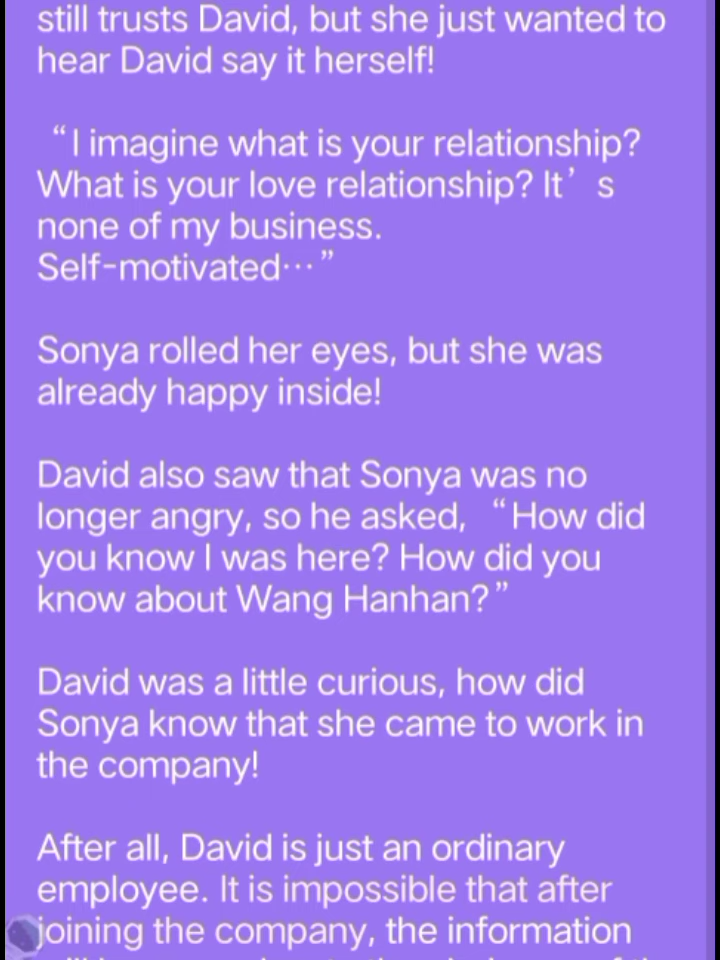 still trusts David, but she just wanted to
hear David say it herself!
“I imagine what is your relationship?
What is your love relationship? It’ s
none of my business.
Self-motivated···”
Sonya rolled her eyes, but she was
already happy inside!
David also saw that Sonya was no
longer angry, so he asked, “How did
you know I was here? How did you
know about Wang Hanhan?”
David was a little curious, how did
Sonya know that she came to work in
the company!
After all, David is just an ordinary
employee. It is impossible that after
joining the company, the information